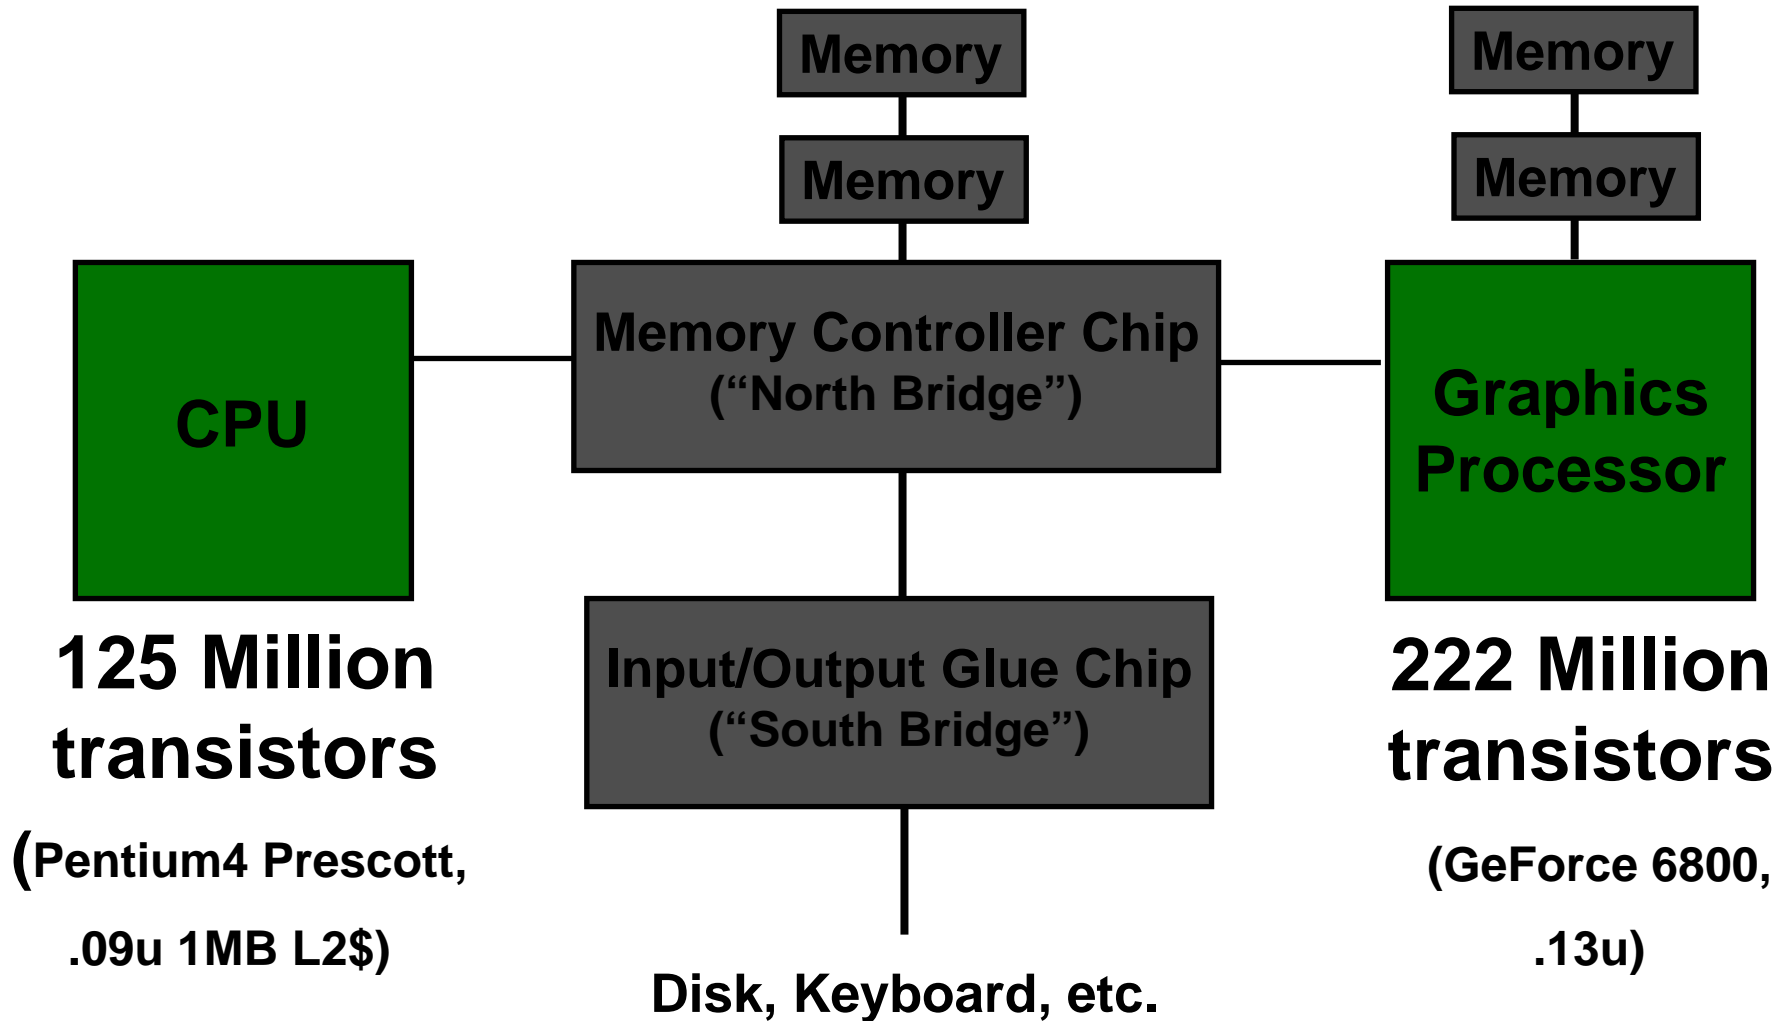 Memory
Memory
Memory
Memory
CPU
Memory Controller Chip
(“North Bridge”)
Graphics
Processor
Input/Output Glue Chip
(“South Bridge”)
125 Million
transistors
(Pentium4 Prescott,
.09u 1MB L2$)
222 Million
transistors
(GeForce 6800,
.13u)
Disk, Keyboard, etc.